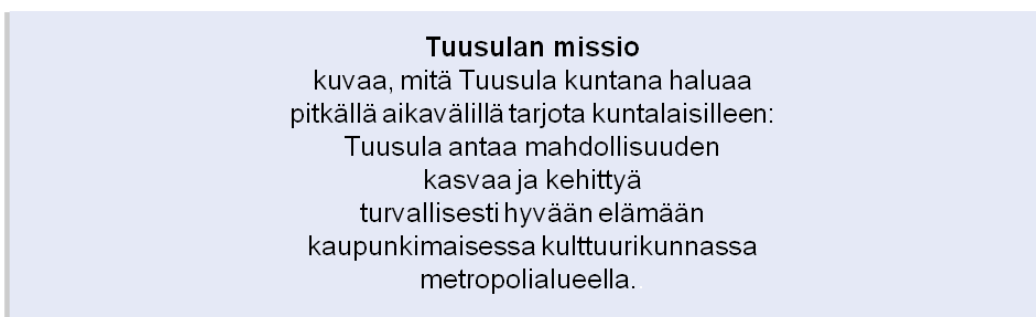 Tuusulan missio
kuvaa, mitä Tuusula kuntana haluaa
pitkällä aikavälillä tarjota kuntalaisilleen:
Tuusula antaa mahdollisuuden
kasvaa ja kehittyä
turvallisesti hyvään elämään
kaupunkimaisessa kulttuurikunnassa
metropolialueella.